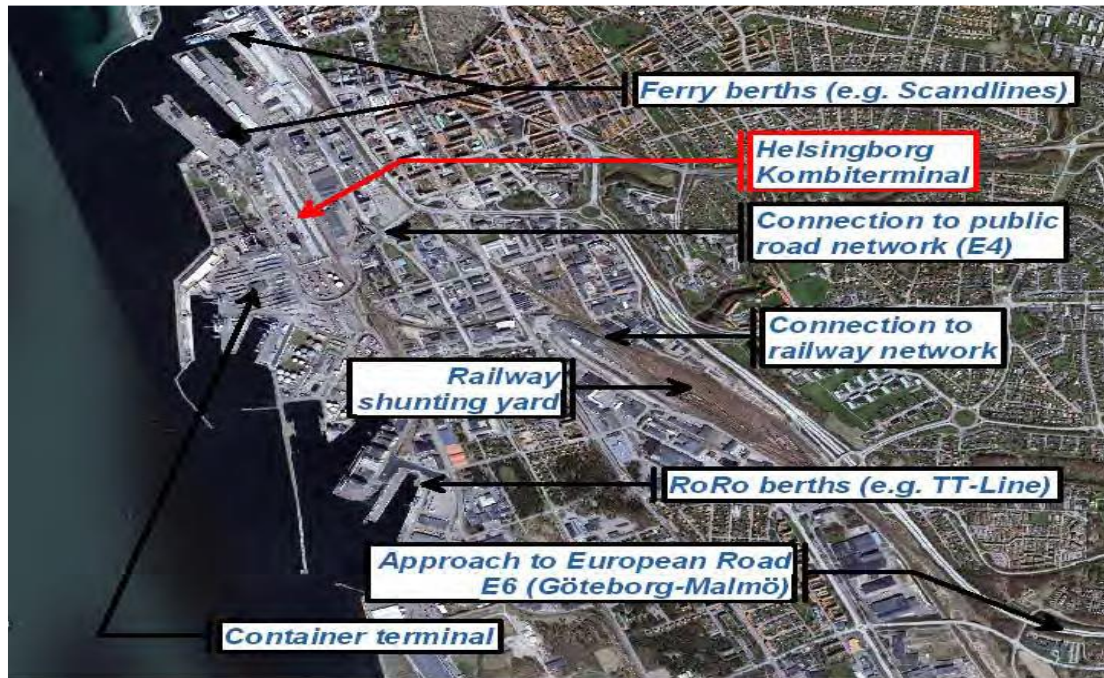 Ferry berths (e.g. Scandlines)
Helsingborg
Kombiterminal
Connection to public
road network (E4)
Connection to
railway network
Railway
shunting yard
RoRo berths (e.g. TT-Line)
Approach to European Road
E6 (Göteborg-Malmö)
Container terminal